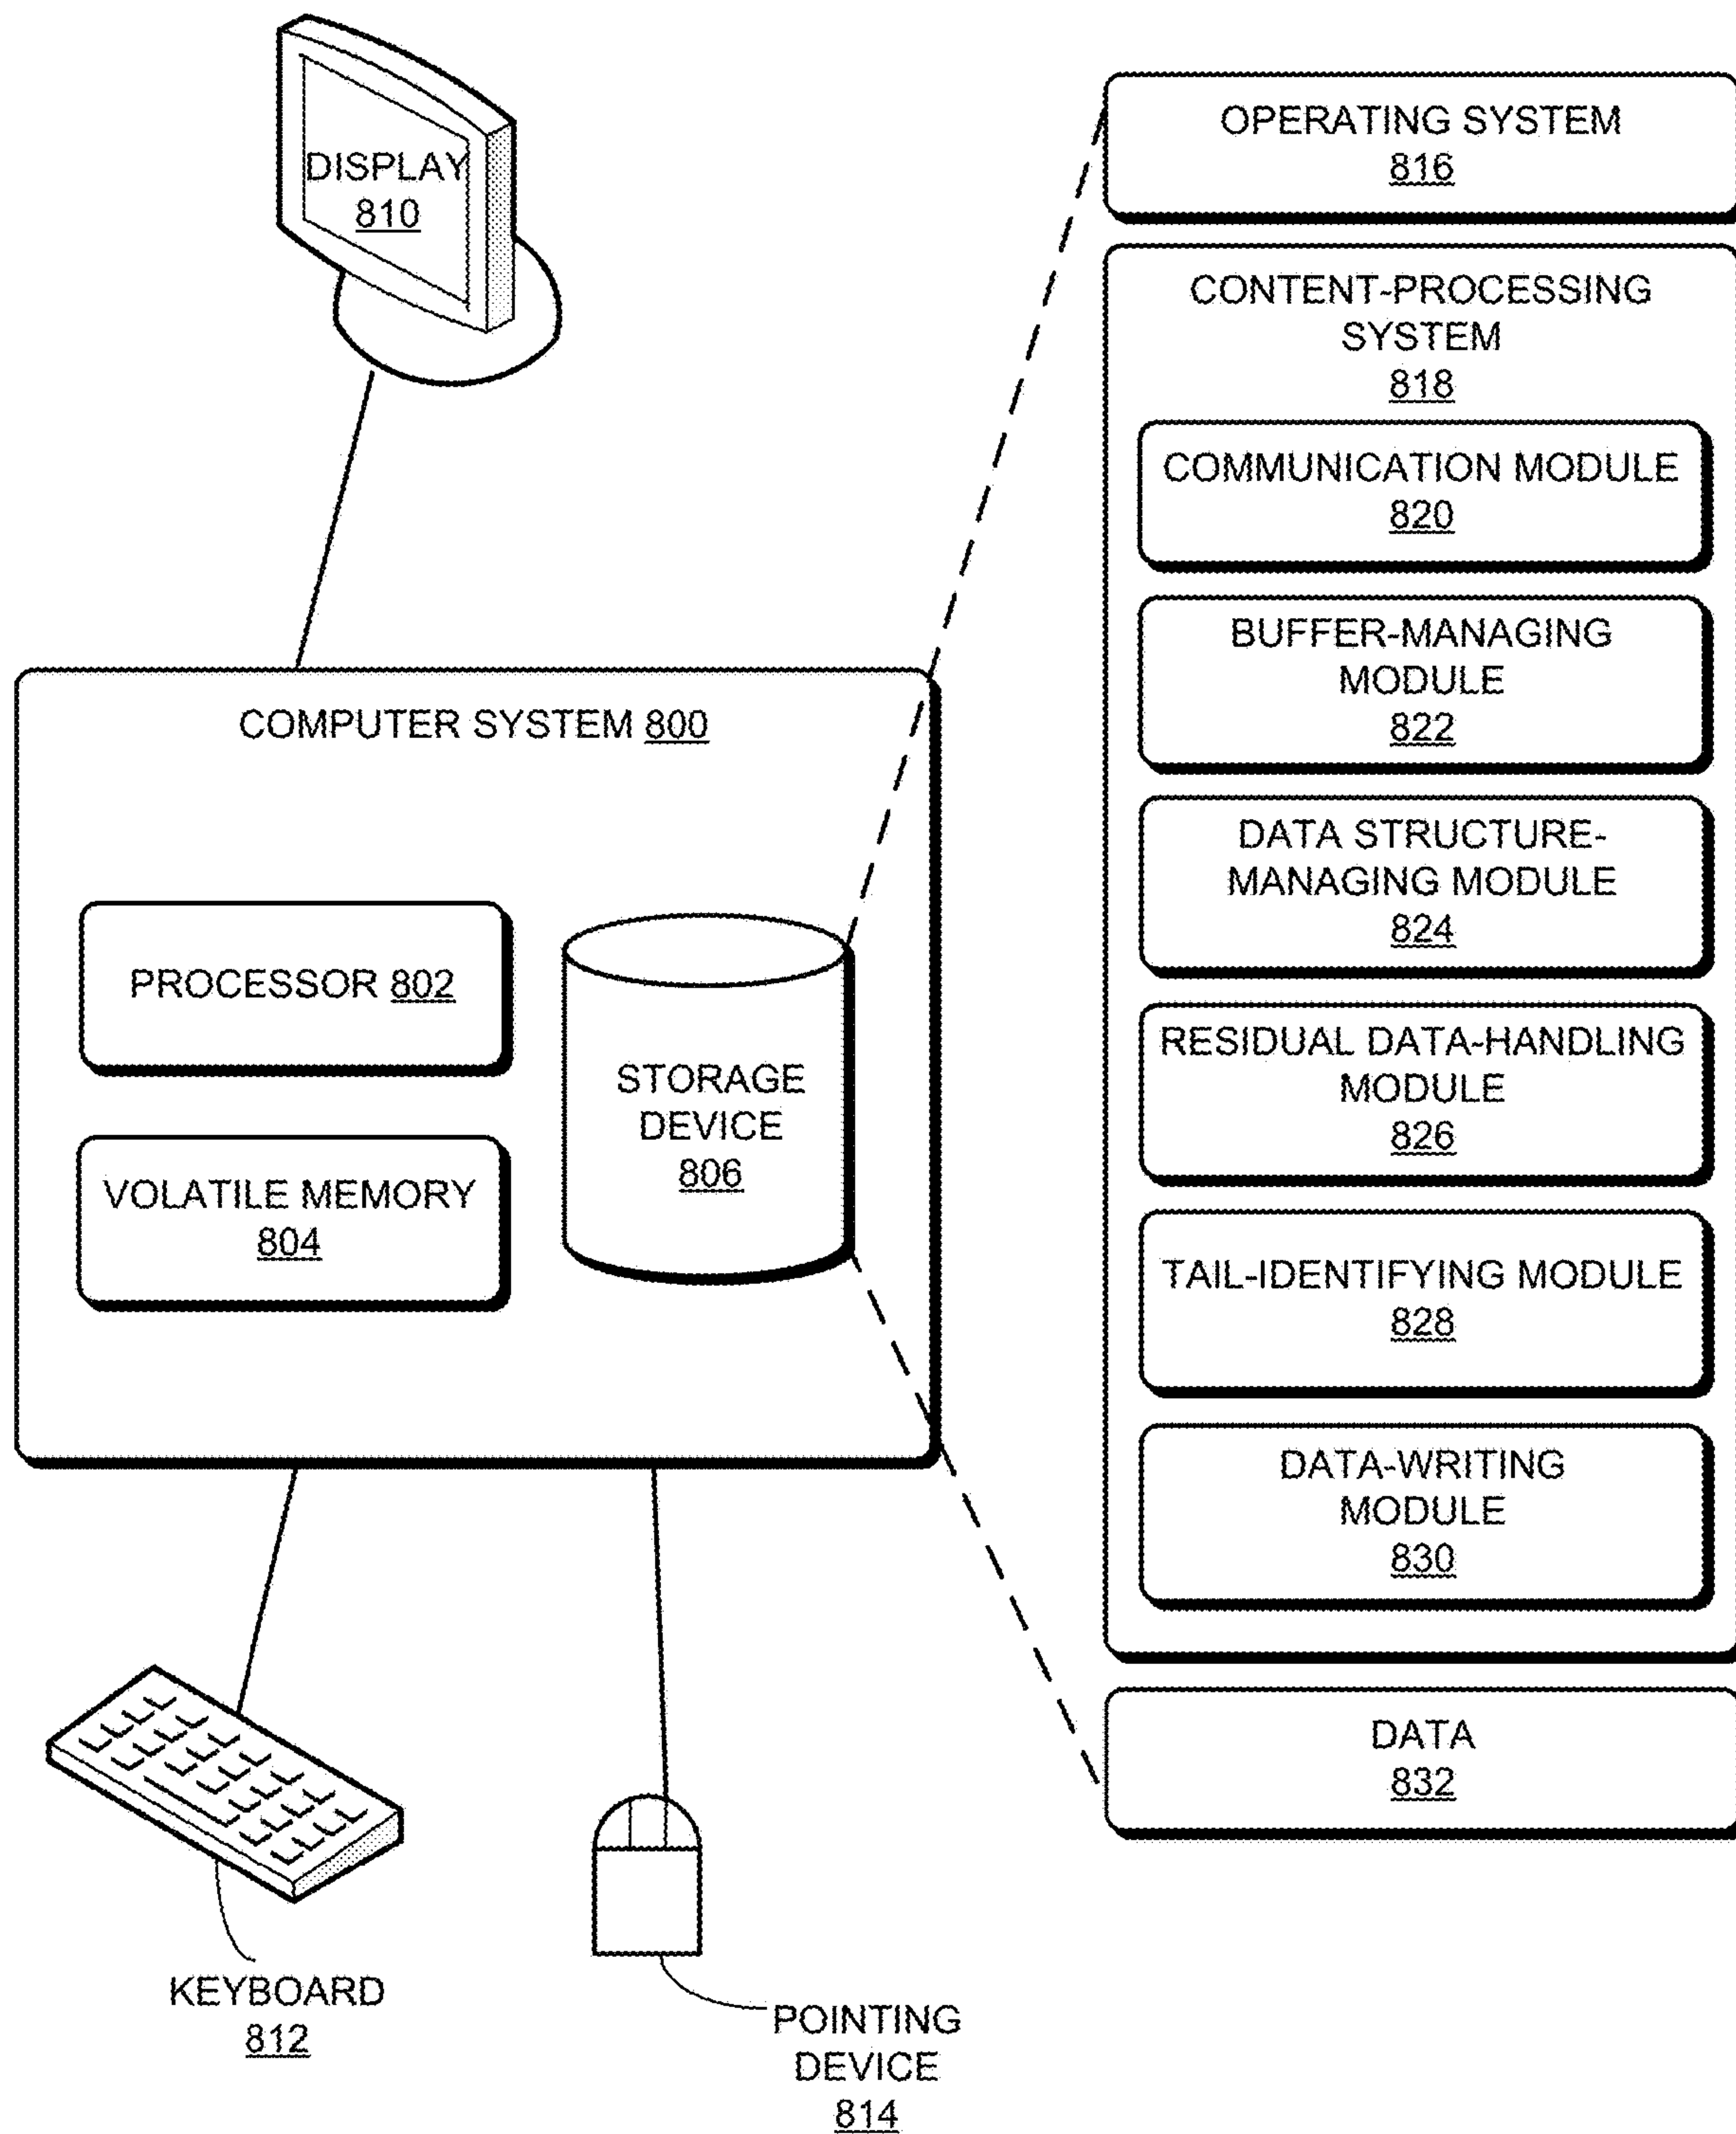 DISPLAY
810
COMPUTER SYSTEM 800
PROCESSOR 802
VOLATILE MEMORY
804
STORAGE
DEVICE
806
KEYBOARD
812
POINTING
DEVICE
814
OPERATING SYSTEM
816
CONTENT-PROCESSING
SYSTEM
818
COMMUNICATION MODULE
820
BUFFER-MANAGING
MODULE
822
DATA STRUCTURE-
MANAGING MODULE
824
RESIDUAL DATA-HANDLING
MODULE
826
TAIL-IDENTIFYING MODULE
828
DATA-WRITING
MODULE
830
DATA
832